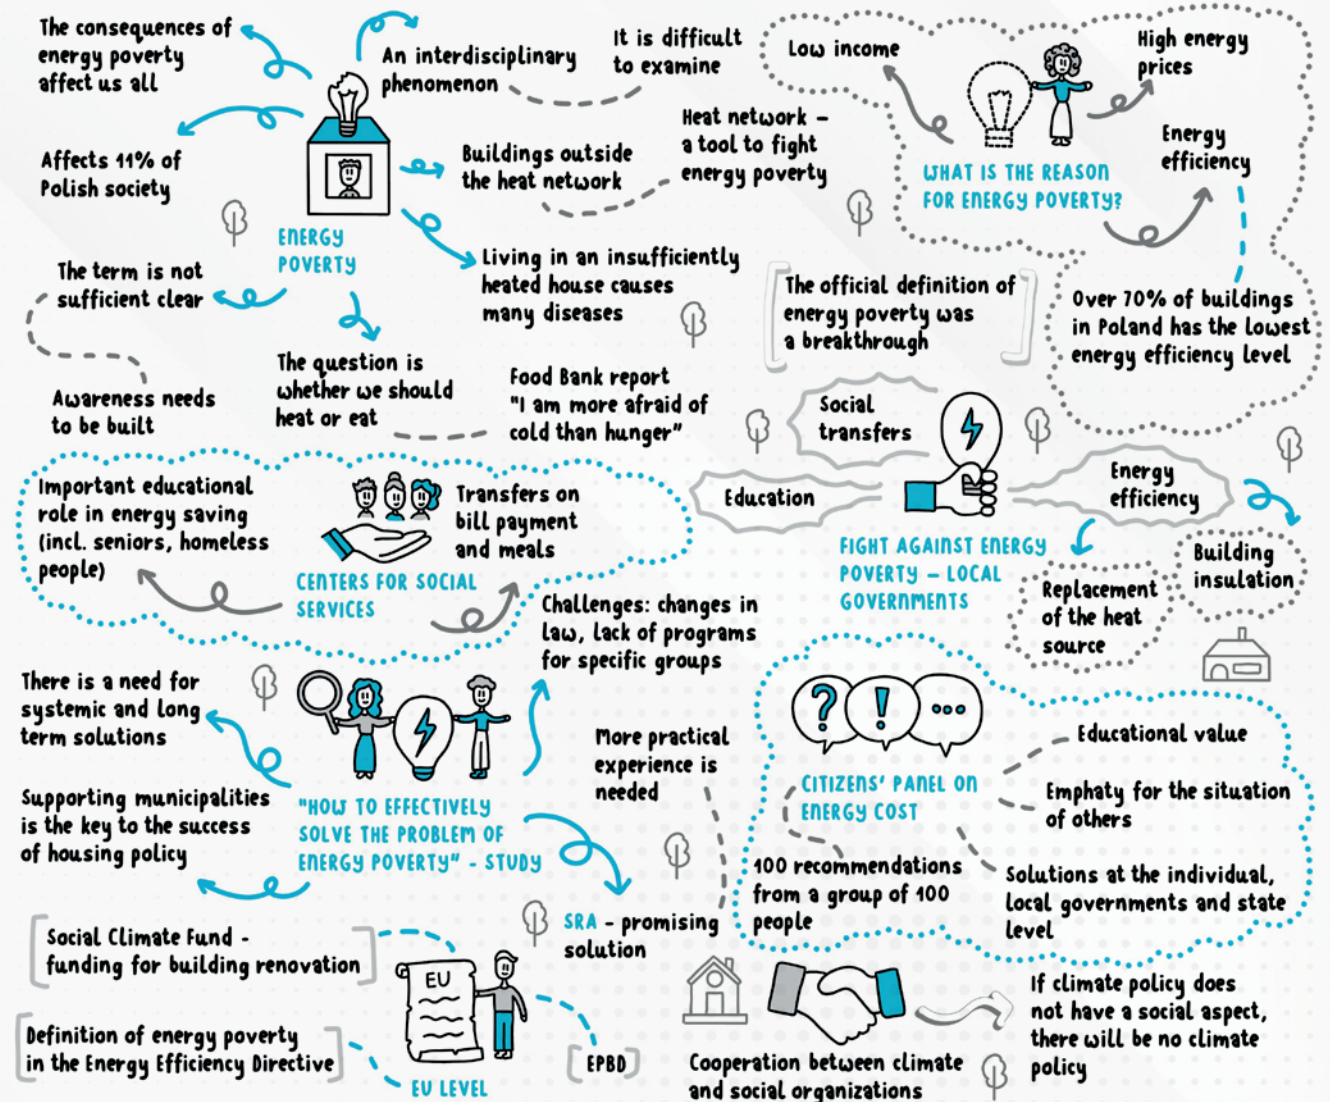 The consequences of
energy poverty
affect us all
An interdisciplinary
phenomenon
It is difficult
to examine
Affects 11% of
Polish society
Buildings outside
the heat network
Heat network –
a tool to fight
energy poverty
ENERGY
POVERTY
Living in an insufficiently
heated house causes
many diseases
The term is not
sufficient clear
Awareness needs
to be built
The question is
whether we should
heat or eat
Food Bank report
"I am more afraid of
cold than hunger"
Low income
High energy
prices
Energy
efficiency
WHAT IS THE REASON
FOR ENERGY POVERTY?
Over 70% of buildings
in Poland has the lowest
energy efficiency level
The official definition of
energy poverty was
a breakthrough
Social
transfers
Education
Energy
efficiency
FIGHT AGAINST ENERGY
POVERTY – LOCAL
GOVERNMENTS
Replacement
of the heat
source
Building
insulation
Important educational
role in energy saving
(incl. seniors, homeless
people)
Transfers on
bill payment
and meals
CENTERS FOR SOCIAL
SERVICES
Challenges: changes in
law, lack of programs
for specific groups
There is a need for
systemic and long
term solutions
Supporting municipalities
is the key to the success
of housing policy
"HOW TO EFFECTIVELY
SOLVE THE PROBLEM OF
ENERGY POVERTY" - STUDY
More practical
experience is
needed
SRA - promising
solution
?
!
...
CITIZENS' PANEL ON
ENERGY COST
Educational value
Emphaty for the situation
of others
100 recommendations
from a group of 100
people
Solutions at the individual,
local governments and state
level
Social Climate Fund -
funding for building renovation
Definition of energy poverty
in the Energy Efficiency Directive
EU
EU LEVEL
EPBD
Cooperation between climate
and social organizations
If climate policy does
not have a social aspect,
there will be no climate
policy